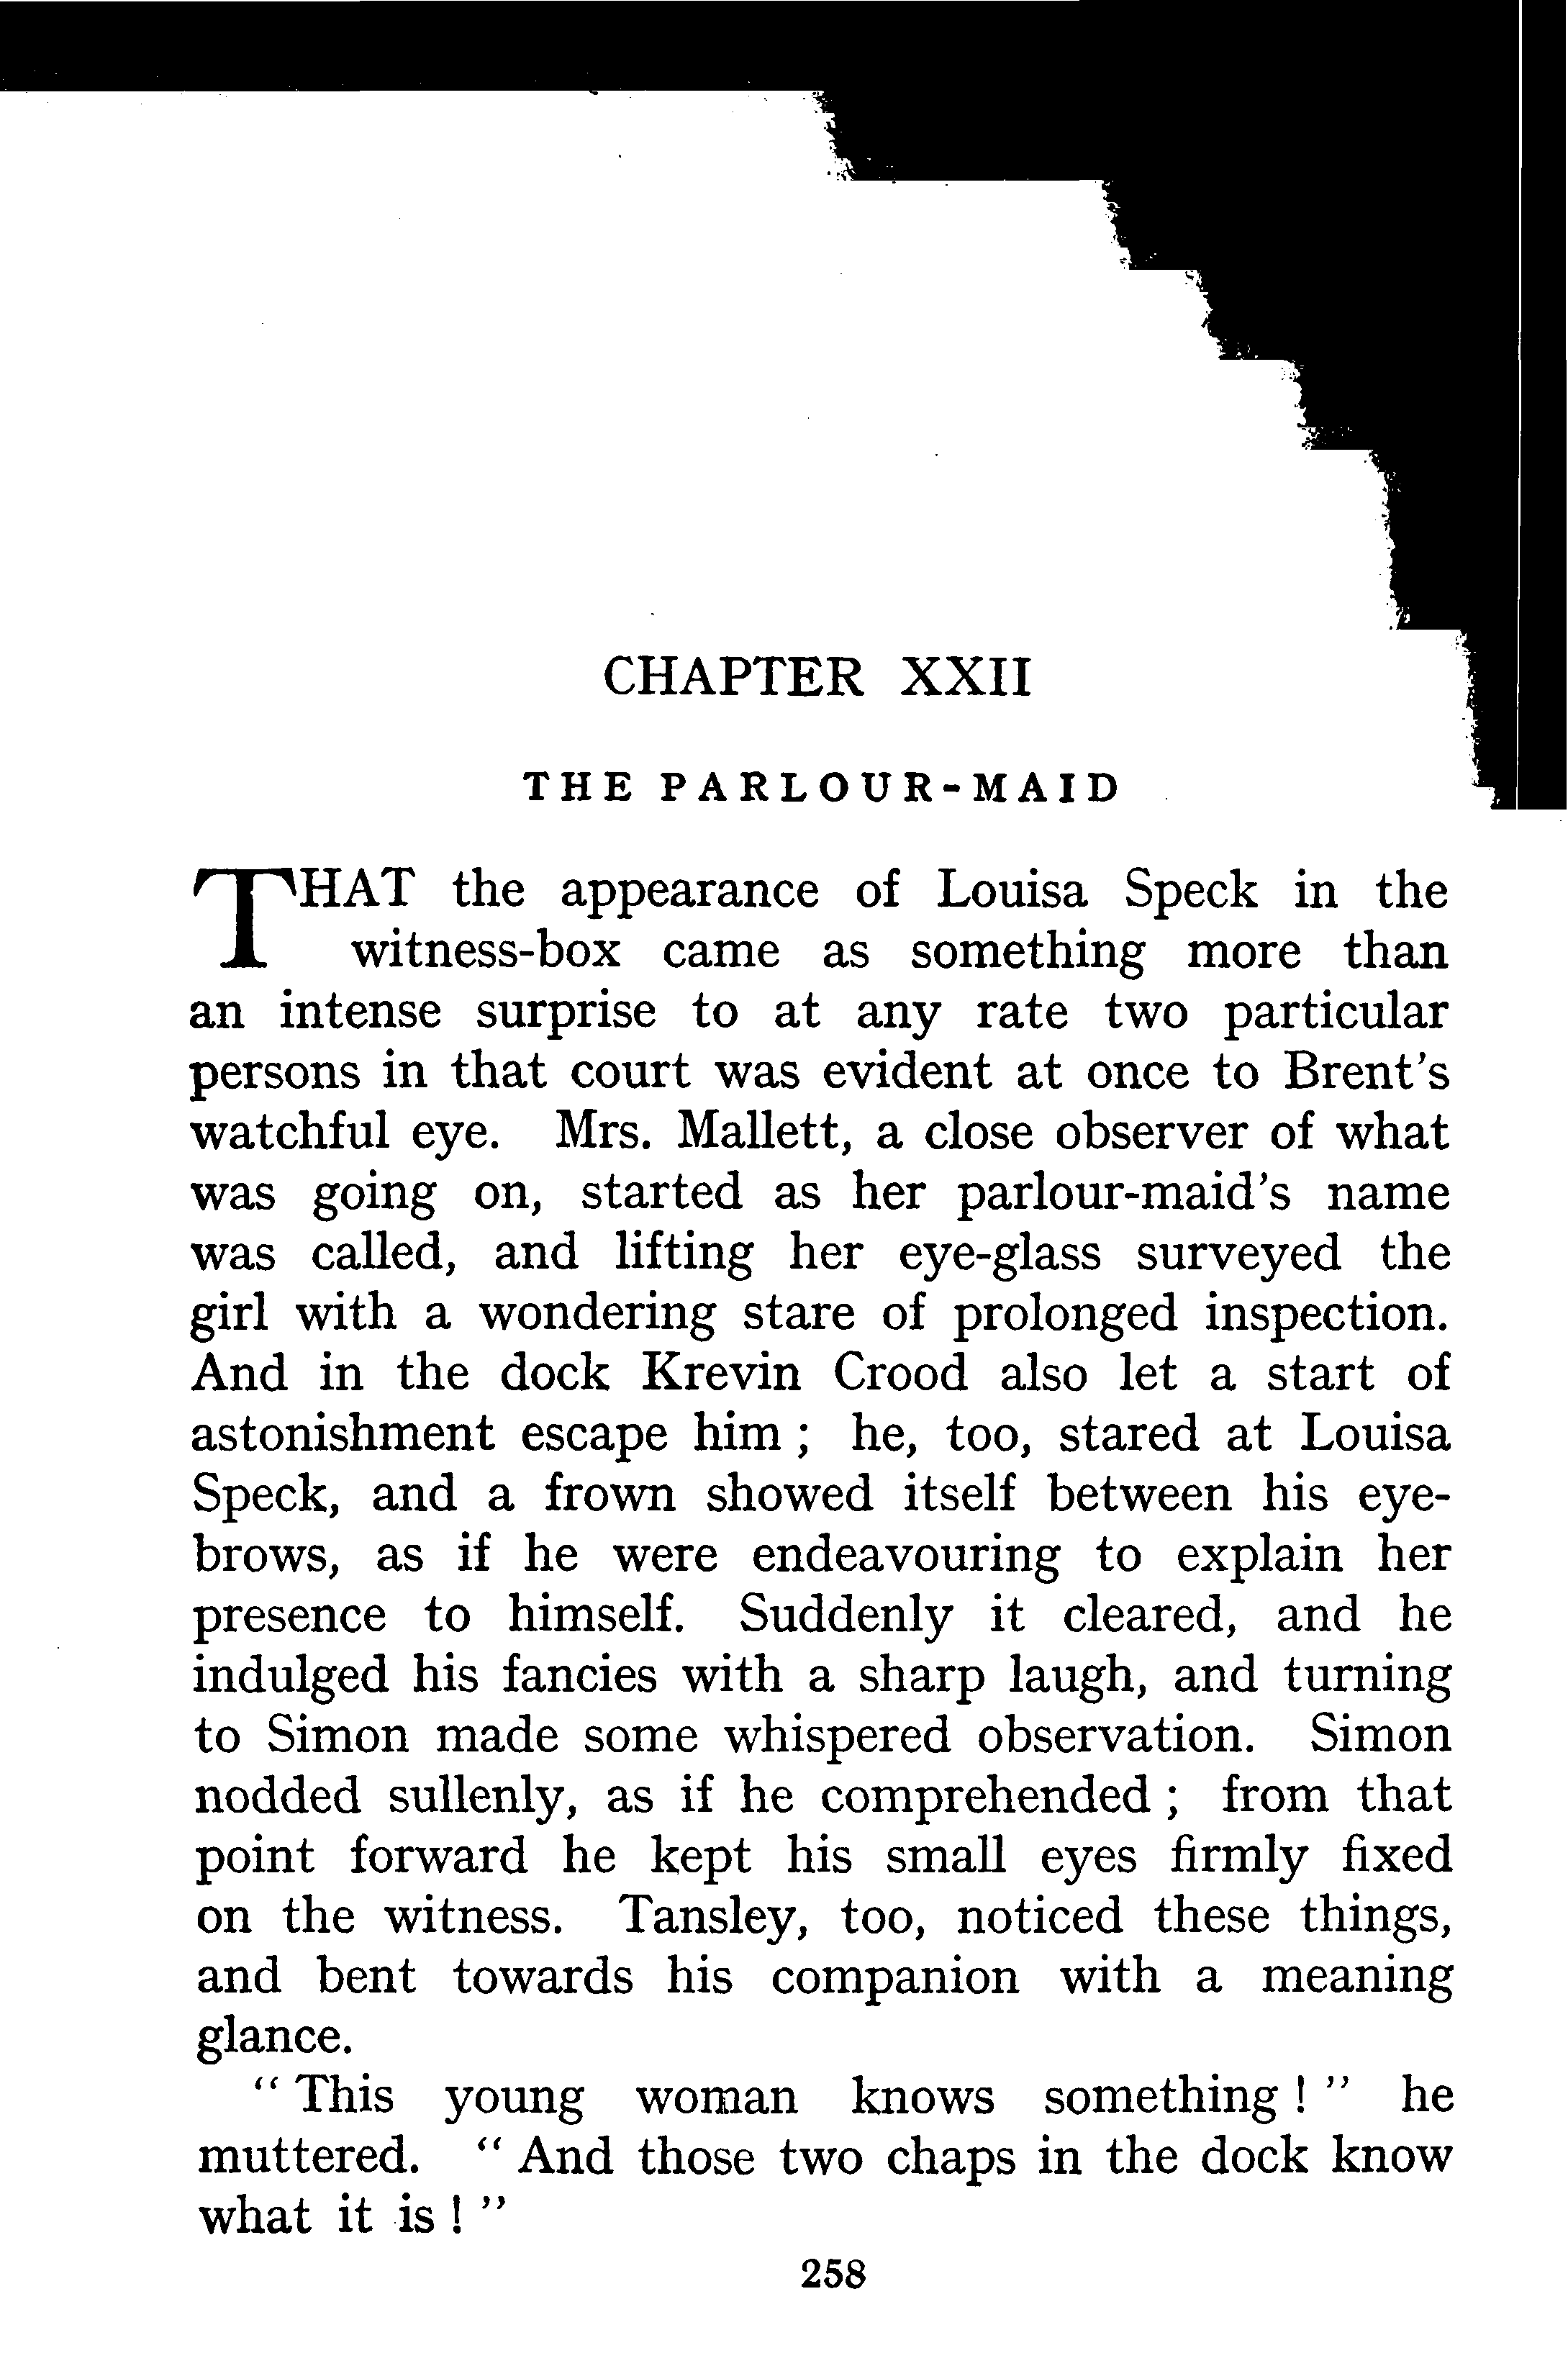 CHAPTER XXII
THE PARLOUR-MAID
THAT the appearance of Louisa Speck in the
witness-box came as something more than
an intense surprise to at any rate two particular
persons in that court was evident at once to Brent's
watchful eye. Mrs. Mallett, a close observer of what
was going on, started as her parlour-maid's name
was called, and lifting her eye-glass surveyed the
girl with a wondering stare of prolonged inspection.
And in the dock Krevin Crood also let a start of
astonishment escape him ; he, too, stared at Louisa
Speck, and a frown showed itself between his eye-
brows, as if he were endeavouring to explain her
presence to himself. Suddenly it cleared, and he
indulged his fancies with a sharp laugh, and turning
to Simon made some whispered observation. Simon
nodded sullenly, as if he comprehended ; from that
point forward he kept his small eyes firmly fixed
on the witness. Tansley, too, noticed these things,
and bent towards his companion with a meaning
glance.
“ This young woman knows something ! ” he
muttered. “ And those two chaps in the dock know
what it is ! ”
258